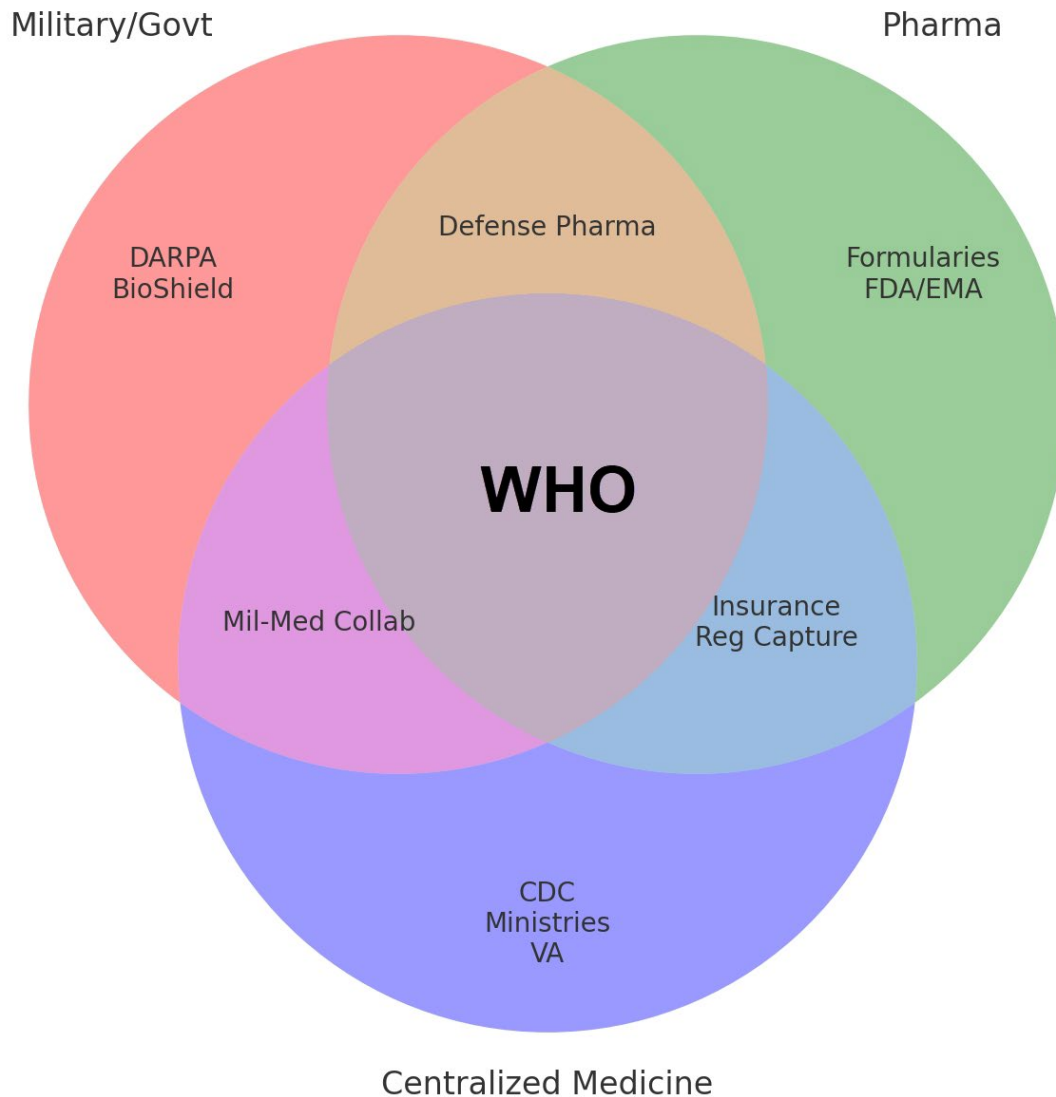 Military/Govt
Pharma
Defense Pharma
DARPA
BioShield
Formularies
FDA/EMA
WHO
Mil-Med Collab
Insurance
Reg Capture
CDC
Ministries
VA
Centralized Medicine